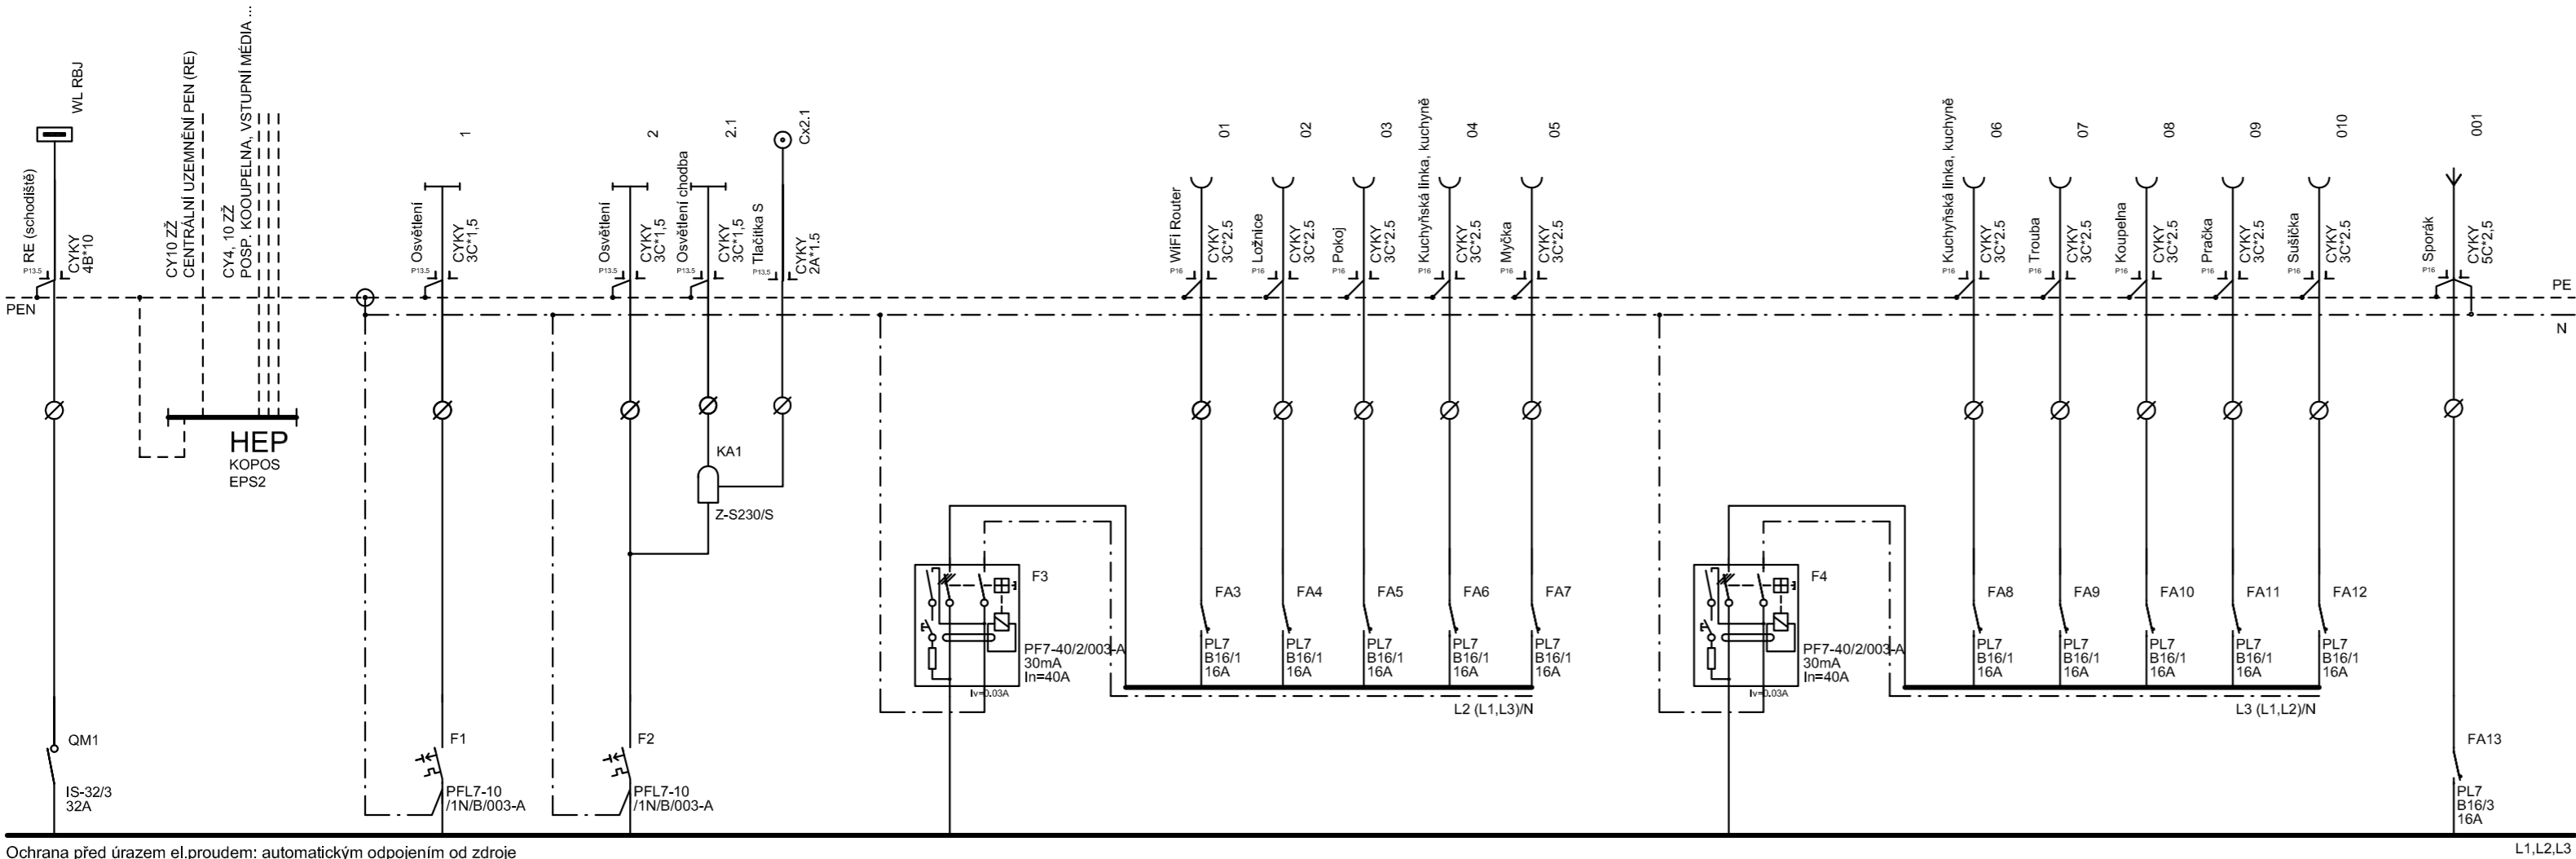 WL RBJ
RE (schodiště)
CYKY
4B*10
P13.5
PEN
QM1
IS-32/3
32A
CY10 ZŽ
CENTRÁLNÍ UZEMNĚNÍ PEN (RE)
CY4, 10 ZŽ
POSP. KOOUPELNA, VSTUPNÍ MÉDIA ...
HEP
KOPOS
EPS2
1
Osvětlení
CYKY
3C*1,5
P13.5
F1
PFL7-10
/1N/B/003-A
2
Osvětlení
CYKY
3C*1,5
P13.5
F2
PFL7-10
/1N/B/003-A
2.1
Osvětlení chodba
CYKY
3C*1,5
P13.5
KA1
Z-S230/S
Cx2.1
Tlačítka S
CYKY
2A*1.5
P13.5
F3
PF7-40/2/003-A
30mA
In=40A
Iv=0.03A
01
WiFi Router
CYKY
3C*2.5
P16
FA3
PL7
B16/1
16A
02
Ložnice
CYKY
3C*2.5
P16
FA4
PL7
B16/1
16A
03
Pokoj
CYKY
3C*2.5
P16
FA5
PL7
B16/1
16A
04
Kuchyňská linka, kuchyně
CYKY
3C*2.5
P16
FA6
PL7
B16/1
16A
05
Myčka
CYKY
3C*2.5
P16
FA7
PL7
B16/1
16A
L2 (L1,L3)/N
F4
PF7-40/2/003-A
30mA
In=40A
Iv=0.03A
06
Kuchyňská linka, kuchyně
CYKY
3C*2.5
P16
FA8
PL7
B16/1
16A
07
Trouba
CYKY
3C*2.5
P16
FA9
PL7
B16/1
16A
08
Koupelna
CYKY
3C*2.5
P16
FA10
PL7
B16/1
16A
09
Pračka
CYKY
3C*2.5
P16
FA11
PL7
B16/1
16A
010
Sušička
CYKY
3C*2.5
P16
FA12
PL7
B16/1
16A
L3 (L1,L2)/N
001
Sporák
CYKY
5C*2,5
P16
PE
N
FA13
PL7
B16/3
16A
Ochrana před úrazem el.proudem: automatickým odpojením od zdroje
L1,L2,L3